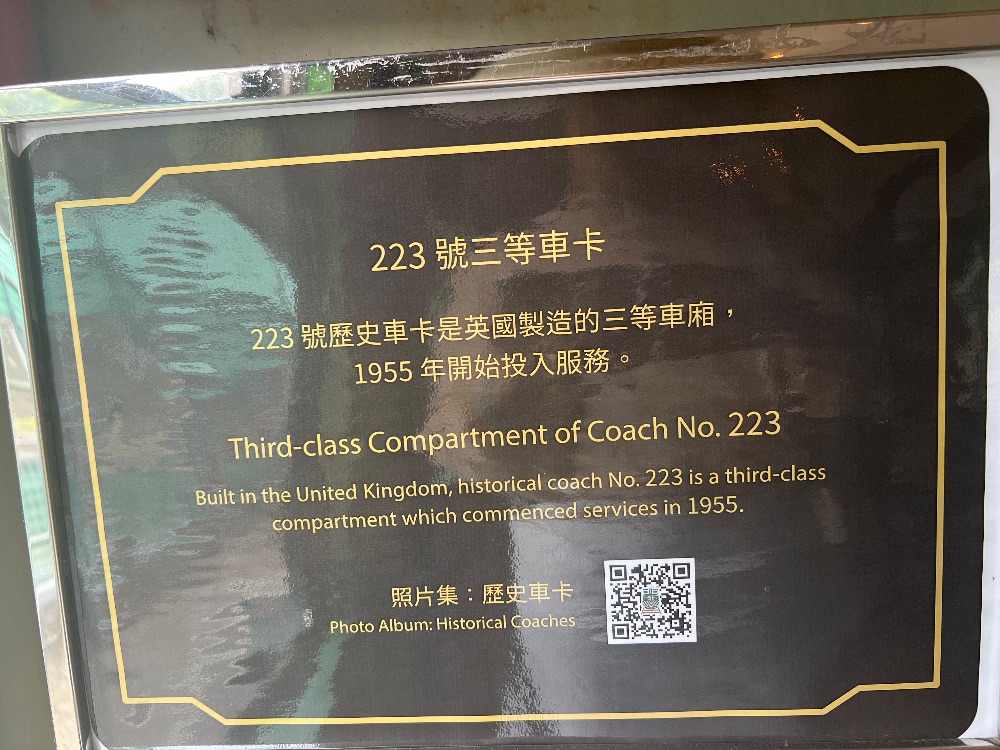 223 號三等車卡
223 號歷史車卡是英國製造的三等車廂，
1955 年開始投入服務。
Third-class Compartment of Coach No. 223
Built in the United Kingdom, historical coach No. 223 is a third-class
compartment which commenced services in 1955.
照片集：歷史車卡
Photo Album: Historical Coaches